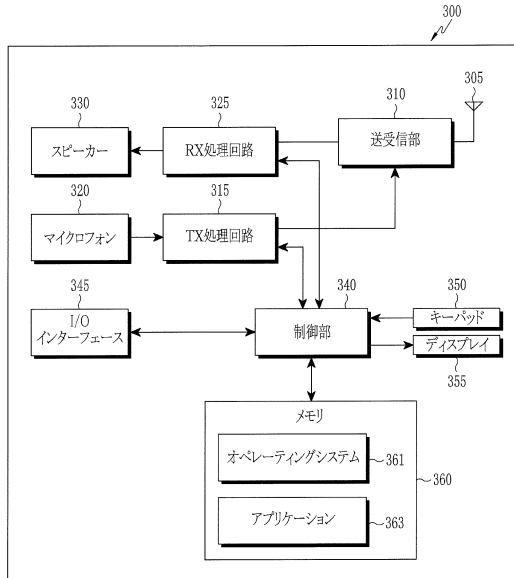 300
330
325
310
305
スピーカー
RX処理回路
送受信部
320
315
マイクロフォン
TX処理回路
345
340
350
I/O
インターフェース
制御部
キーパッド
ディスプレイ
355
メモリ
オペレーティングシステム
361
360
アプリケーション
363